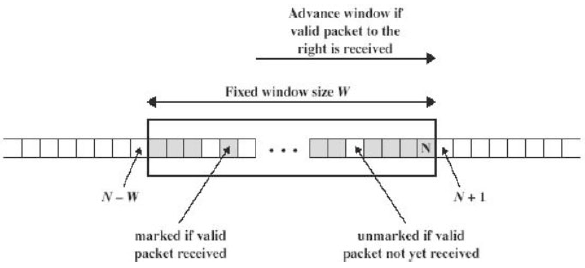 Advance window if
valid packet to the
right is received
Fixed window size W
• • •
N
N – W
N + 1
marked if valid
packet received
unmarked if valid
packet not yet received